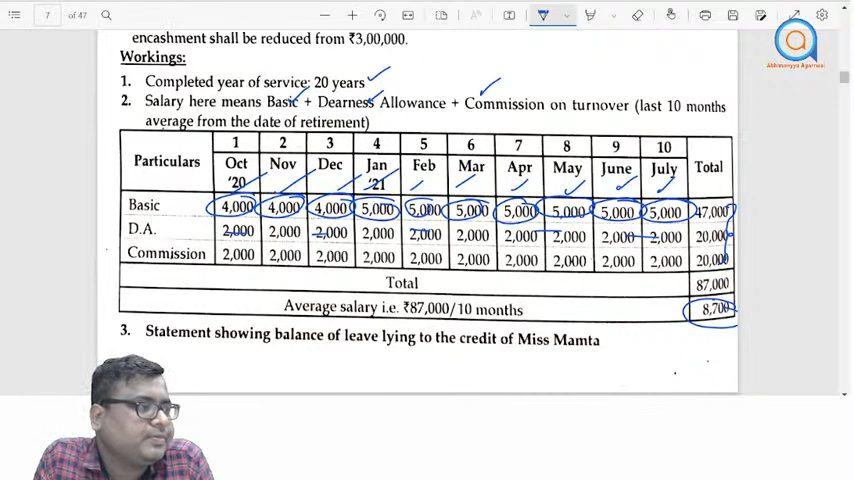 7 of 47
encashment shall be reduced from ₹3,00,000.
Workings:
1. Completed year of service: 20 years
2. Salary here means Basic + Dearness Allowance + Commission on turnover (last 10 months
average from the date of retirement)
Particulars 1 2 3 4 5 6 7 8 9 10 Total
Oct Nov Dec Jan Feb Mar Apr May June July
'20 '21
Basic 4,000 4,000 4,000 5,000 5,000 5,000 5,000 5,000 5,000 5,000 47,000
D.A. 2,000 2,000 2,000 2,000 2,000 2,000 2,000 2,000 2,000 2,000 20,000
Commission 2,000 2,000 2,000 2,000 2,000 2,000 2,000 2,000 2,000 2,000 20,000
Total 87,000
Average salary i.e. ₹87,000/10 months 8,700
3. Statement showing balance of leave lying to the credit of Miss Mamta